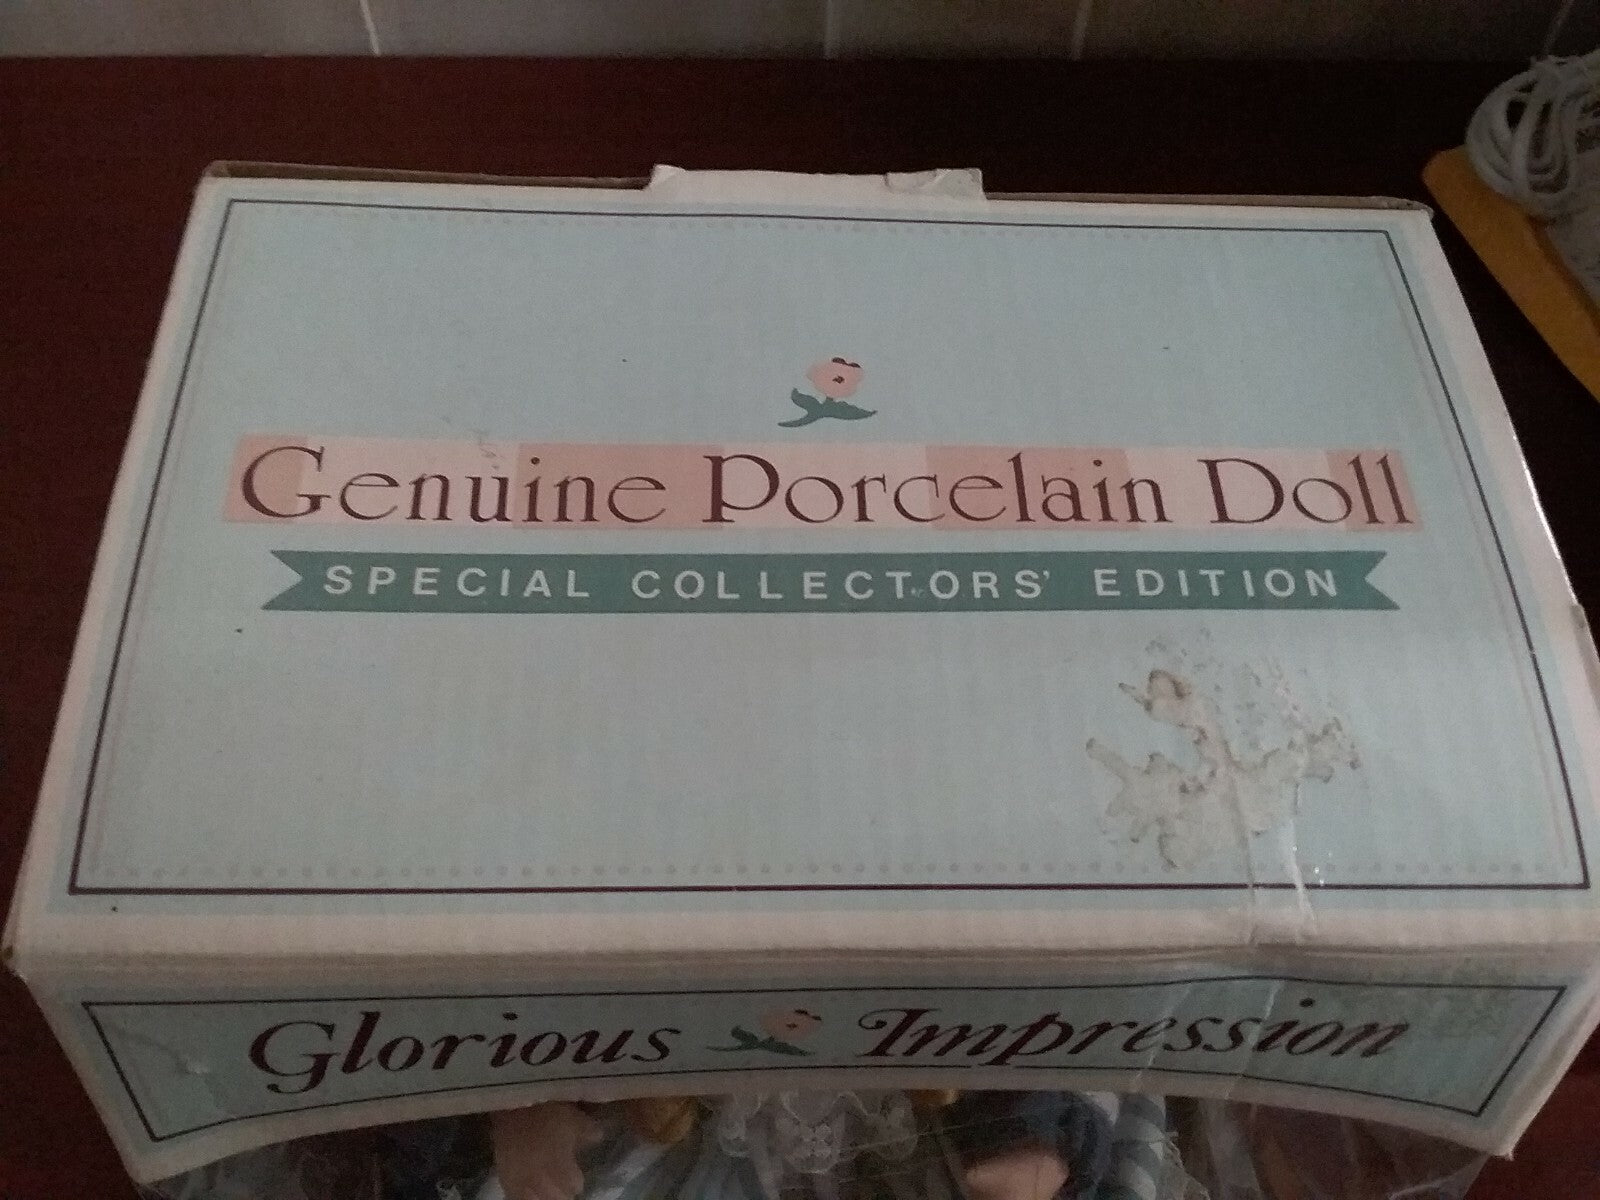 Genuine Porcelain Doll
SPECIAL COLLECTORS' EDITION
Glorious Impression